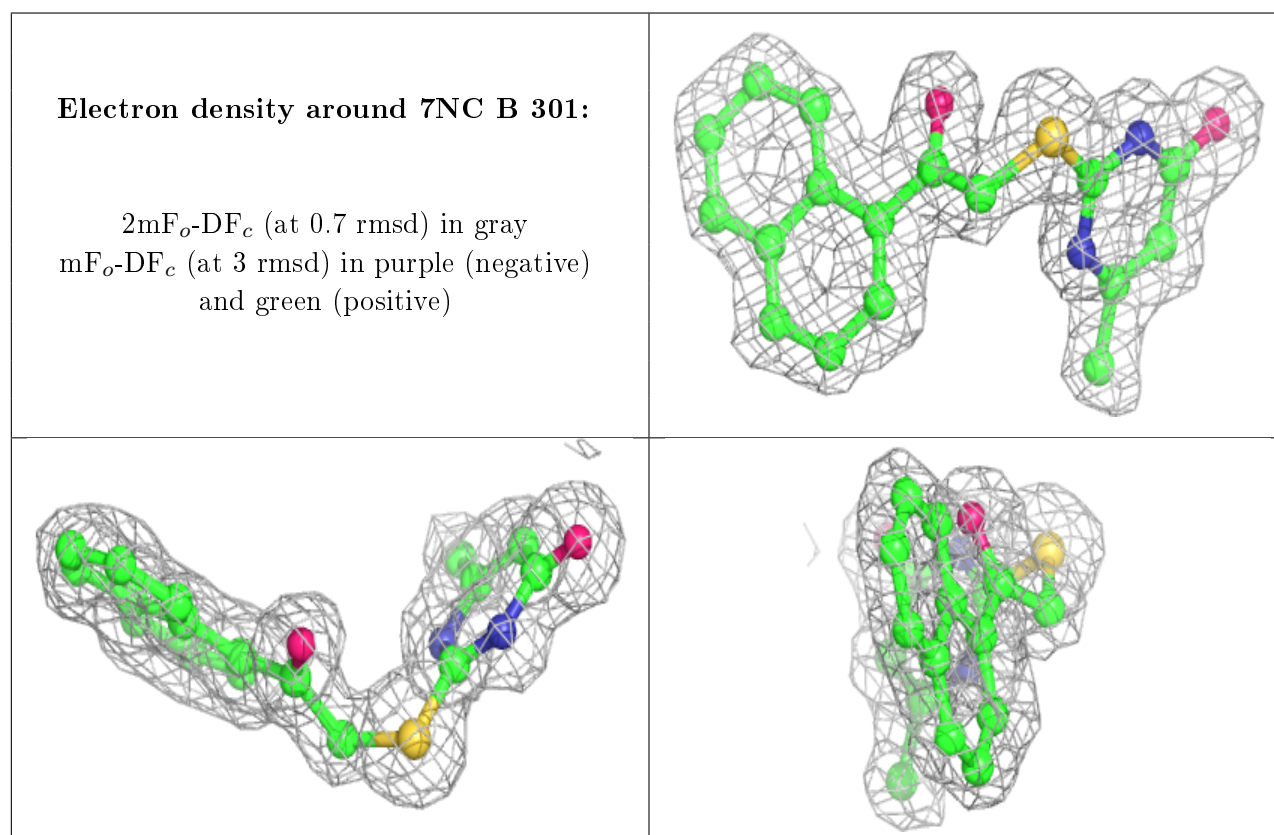 Electron density around 7NC B 301:
2mFo-DFc (at 0.7 rmsd) in gray
mFo-DFc (at 3 rmsd) in purple (negative)
and green (positive)